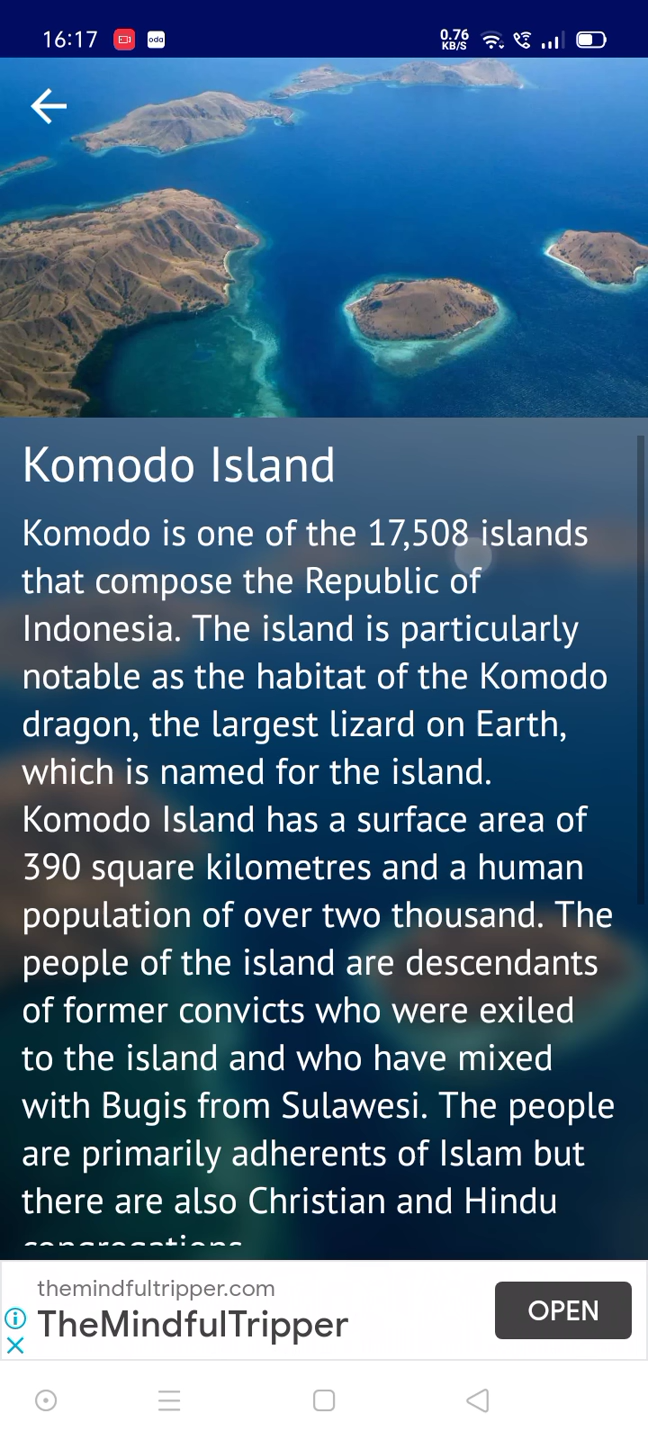 16:17
oda
0.76
KB/S
Komodo Island
Komodo is one of the 17,508 islands
that compose the Republic of
Indonesia. The island is particularly
notable as the habitat of the Komodo
dragon, the largest lizard on Earth,
which is named for the island.
Komodo Island has a surface area of
390 square kilometres and a human
population of over two thousand. The
people of the island are descendants
of former convicts who were exiled
to the island and who have mixed
with Bugis from Sulawesi. The people
are primarily adherents of Islam but
there are also Christian and Hindu
congregations.
themindfultripper.com
TheMindfulTripper
OPEN